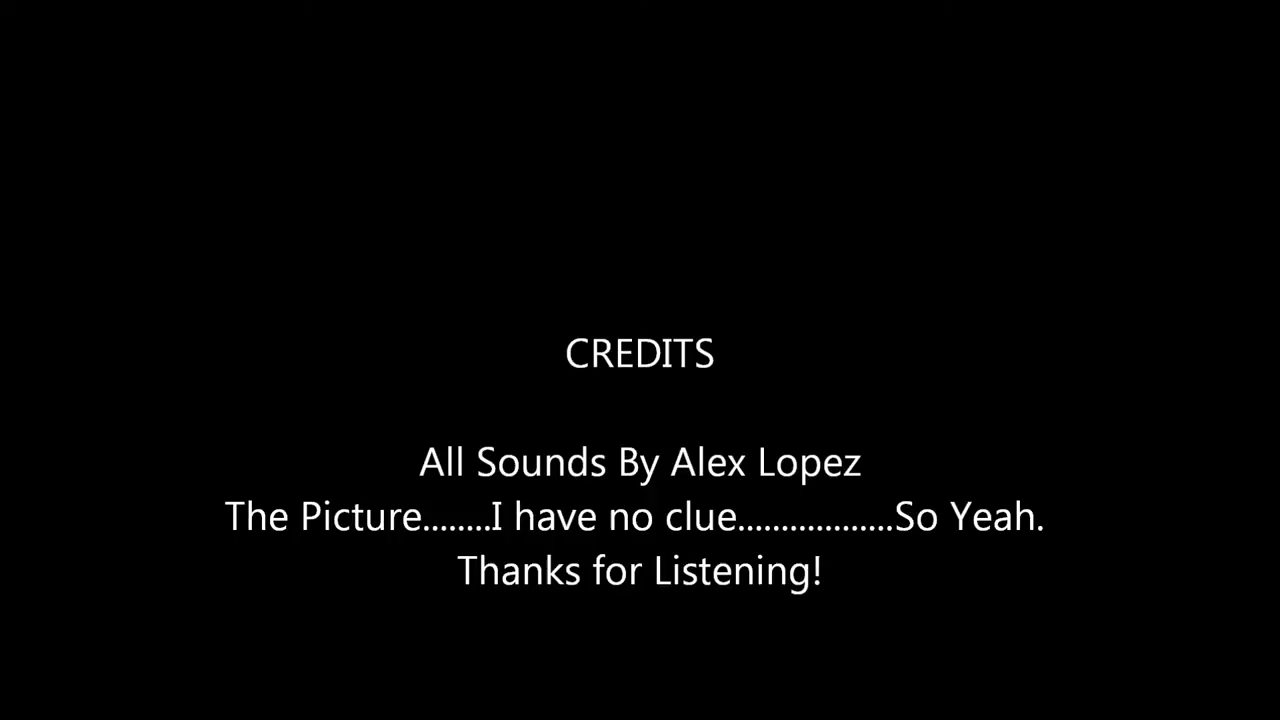 CREDITS
All Sounds By Alex Lopez
The Picture........I have no clue..................So Yeah.
Thanks for Listening!